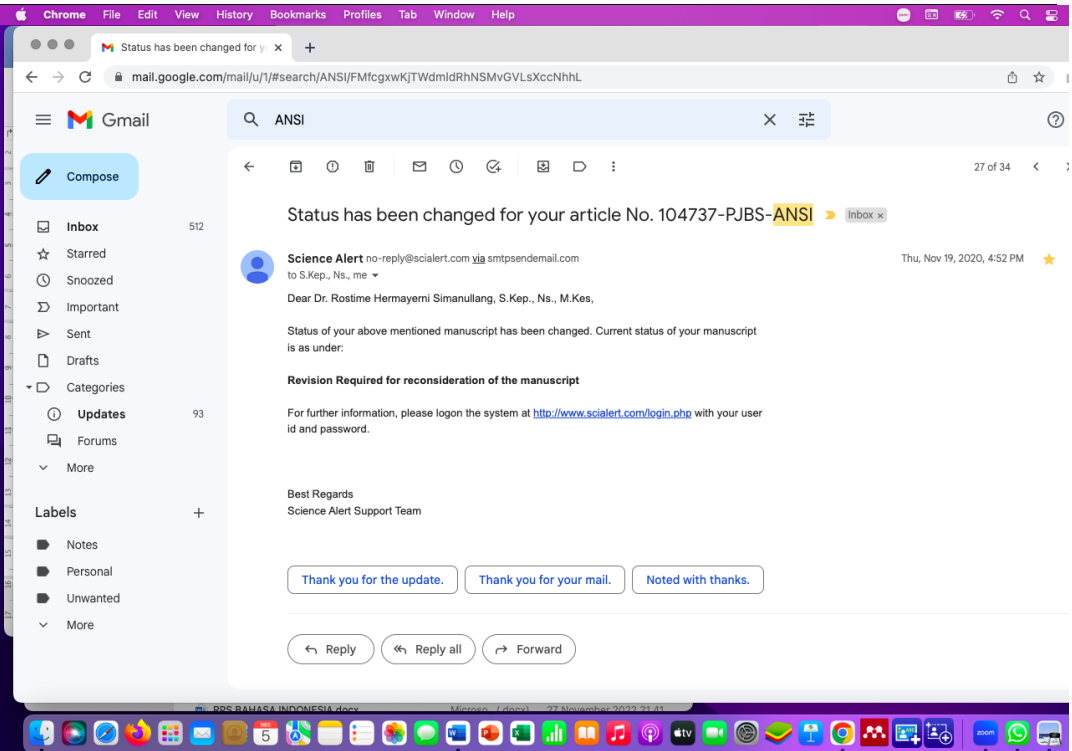 Chrome File Edit View History Bookmarks Profiles Tab Window Help
Status has been changed for y
mail.google.com/mail/u/1/#search/ANSI/FMfcgxwKjTWdmIdRhNSMvGVLsXccNhhL
Gmail
ANSI
Compose
27 of 34
Inbox 512
Starred
Snoozed
Important
Sent
Drafts
Categories
Updates 93
Forums
More
Labels
Notes
Personal
Unwanted
More
Status has been changed for your article No. 104737-PJBS-ANSI Inbox x
Science Alert no-reply@scialert.com via smtpsendemail.com
Thu, Nov 19, 2020, 4:52 PM
to S.Kep., Ns., me
Dear Dr. Rostime Hermayerni Simanullang, S.Kep., Ns., M.Kes,
Status of your above mentioned manuscript has been changed. Current status of your manuscript
is as under:
Revision Required for reconsideration of the manuscript
For further information, please logon the system at http://www.scialert.com/login.php with your user
id and password.
Best Regards
Science Alert Support Team
Thank you for the update. Thank you for your mail. Noted with thanks.
Reply Reply all Forward
RPS BAHASA INDONESIA.docx Microso...(.docx) 27 November 2022 21.41
DEC
5
tv
zoom